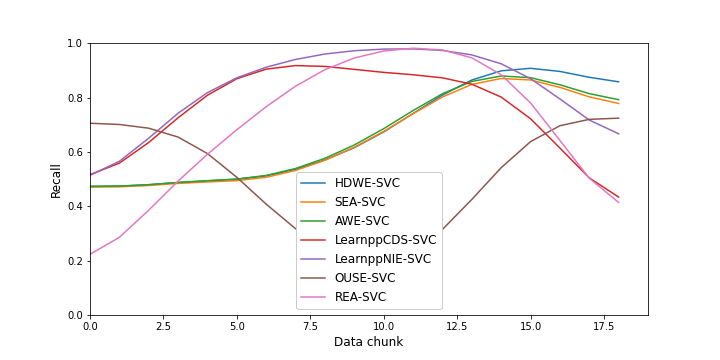 1.0
0.8
0.6
0.4
0.2
0.0
Recall
HDWE-SVC
SEA-SVC
AWE-SVC
LearnppCDS-SVC
LearnppNIE-SVC
OUSE-SVC
REA-SVC
0.0 2.5 5.0 7.5 10.0 12.5 15.0 17.5
Data chunk